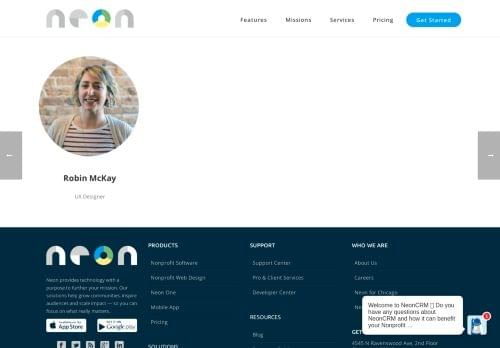 neon
Features
Missions
Services
Pricing
Get Started
←
→
Robin McKay
UX Designer
neon
Neon provides technology with a
purpose to further your mission. Our
solutions help grow communities, inspire
audiences and scale impact — so you
can focus on what really matters.
App Store
Google play
PRODUCTS
Nonprofit Software
Nonprofit Web Design
Neon One
Mobile App
Pricing
SOLUTIONS
SUPPORT
Support Center
Pro & Client Services
Developer Center
RESOURCES
Blog
WHO WE ARE
About Us
Careers
Neon for Chicago
Ne
GET
4545 N Ravenswood Ave, 2nd Floor
Welcome to NeonCRM Do you
have any questions about
NeonCRM and how it can benefit
your Nonprofit ...
1